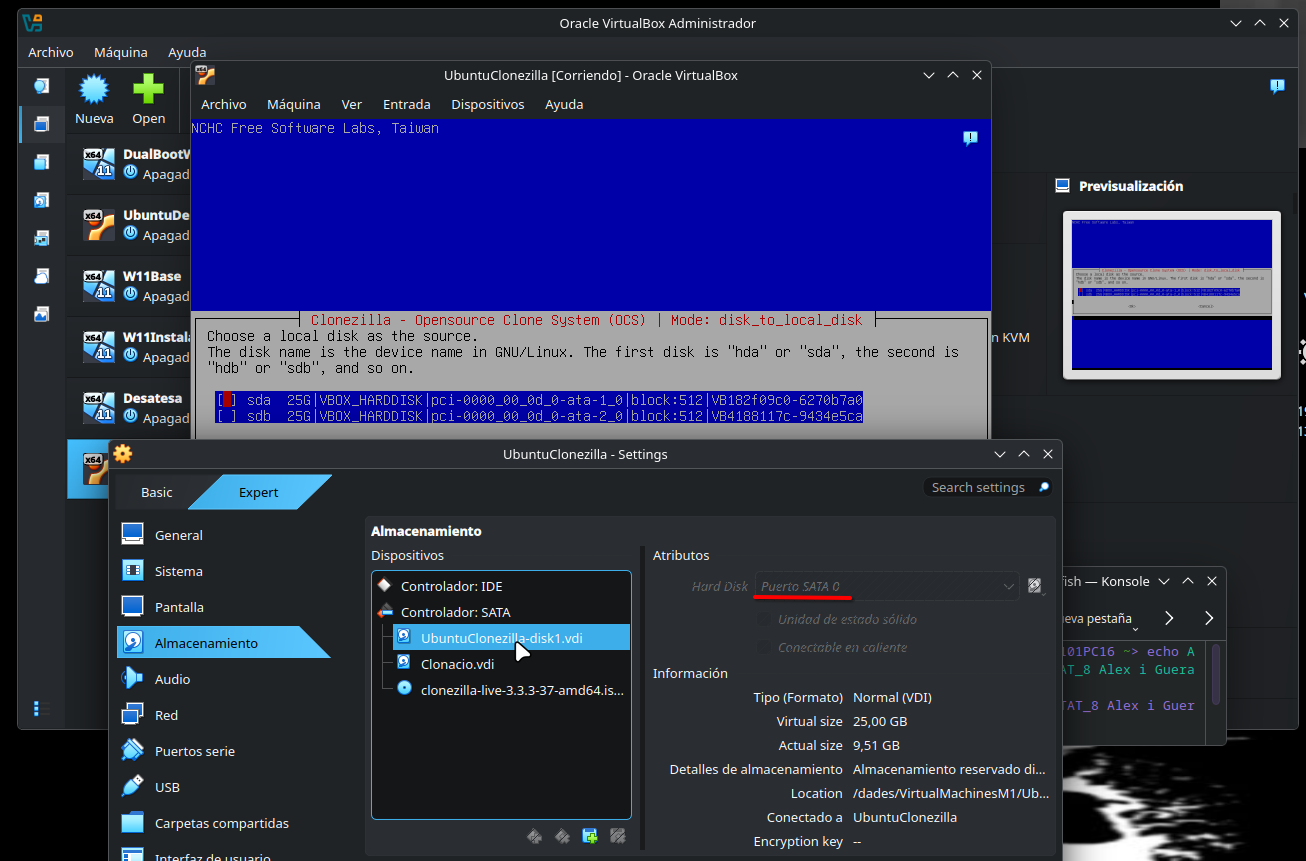 Oracle VirtualBox Administrador
Archivo Máquina Ayuda
Nueva Open
DualBootW
Apagad
UbuntuDe
Apagad
W11Base
Apagad
W11Instala
Apagad
Desatesa
Apagad
UbuntuClonezilla [Corriendo] - Oracle VirtualBox
Archivo Máquina Ver Entrada Dispositivos Ayuda
NCHC Free Software Labs, Taiwan
Clonezilla - Opensource Clone System (OCS) | Mode: disk_to_local_disk
Choose a local disk as the source.
The disk name is the device name in GNU/Linux. The first disk is "hda" or "sda", the second is
"hdb" or "sdb", and so on.
[ ] sda 25G|VBOX_HARDDISK|pci-0000_00_0d_0-ata-1_0|block:512|VB182f09c0-6270b7a0
[ ] sdb 25G|VBOX_HARDDISK|pci-0000_00_0d_0-ata-2_0|block:512|VB4188117c-9434e5ca
Previsualización
n KVM
UbuntuClonezilla - Settings
Basic Expert
Search settings
General
Sistema
Pantalla
Almacenamiento
Audio
Red
Puertos serie
USB
Carpetas compartidas
Interfaz de usuario
Almacenamiento
Dispositivos
Controlador: IDE
Controlador: SATA
UbuntuClonezilla-disk1.vdi
Clonacio.vdi
clonezilla-live-3.3.3-37-amd64.is...
Atributos
Hard Disk Puerto SATA 0
Unidad de estado sólido
Conectable en caliente
Información
Tipo (Formato) Normal (VDI)
Virtual size 25,00 GB
Actual size 9,51 GB
Detalles de almacenamiento Almacenamiento reservado di...
Location /dades/VirtualMachinesM1/Ub...
Conectado a UbuntuClonezilla
Encryption key --
fish — Konsole
eva pestaña
101PC16 ~> echo A
AT_8 Alex i Guera
TAT_8 Alex i Guer